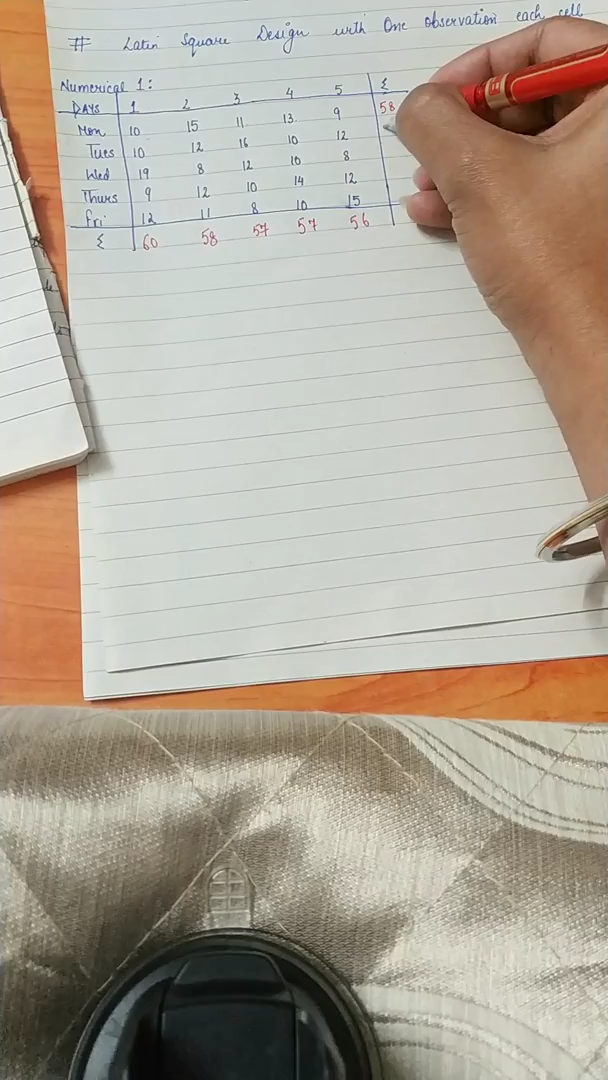 # Latin Square Design with One observation each cell
Numerical 1:
DAYS 1 2 3 4 5 Σ
Mon 10 15 11 13 9 58
Tues 10 12 16 10 12
Wed 19 8 12 10 8
Thurs 9 12 10 14 12
Fri 12 11 8 10 15
Σ 60 58 57 57 56